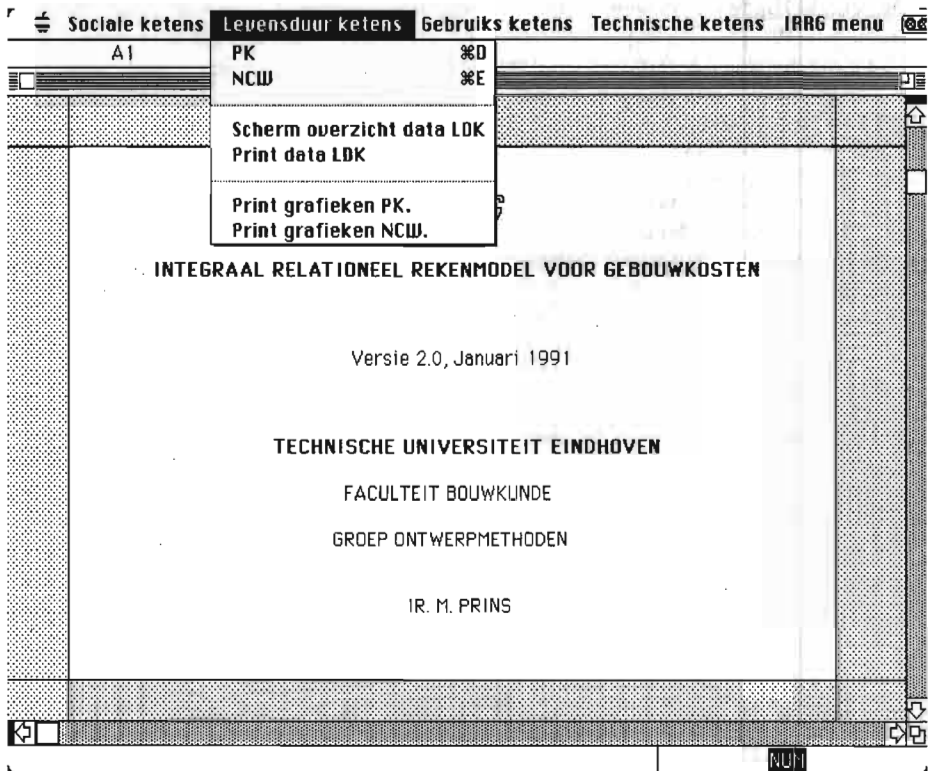 Sociale ketens Levensduur ketens Gebruiks ketens Technische ketens IRRG menu
A1
PK ⌘D
NCW ⌘E
Scherm overzicht data LDK
Print data LDK
Print grafieken PK.
Print grafieken NCW.
INTEGRAAL RELATIONEEL REKENMODEL VOOR GEBOUWKOSTEN
Versie 2.0, Januari 1991
TECHNISCHE UNIVERSITEIT EINDHOVEN
FACULTEIT BOUWKUNDE
GROEP ONTWERPMETHODEN
IR. M. PRINS
NUM